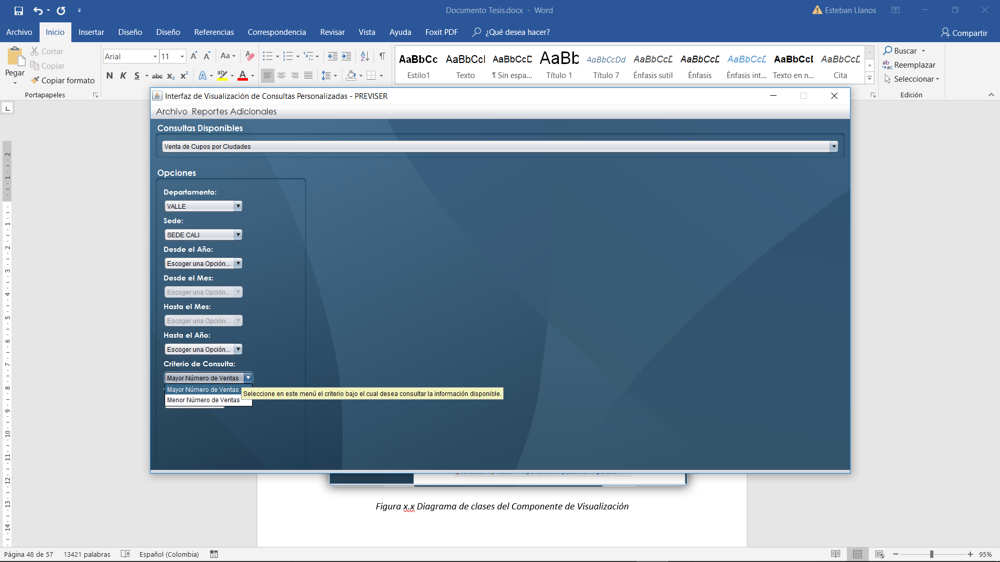 Documento Tesis.docx - Word
Esteban Llanos
Archivo Inicio Insertar Diseño Diseño Referencias Correspondencia Revisar Vista Ayuda Foxit PDF ¿Qué desea hacer? Compartir
Cortar
Copiar
Pegar
Copiar formato
Portapapeles
Arial 11 Aa
N K S abc x₂ x²
AaBbCc AaBbCcI AaBbCcD AaBb AaBbCcDd AaBbCcD AaBbCcD AaBbCcD AaBbCcI AaBbCcD
Estilo1 Texto ¶ Sin espa... Título 1 Título 7 Énfasis sutil Énfasis Énfasis int... Texto en n... Cita
Buscar
Reemplazar
Seleccionar
Edición
Interfaz de Visualización de Consultas Personalizadas - PREVISER
Archivo Reportes Adicionales
Consultas Disponibles
Venta de Cupos por Ciudades
Opciones
Departamento:
VALLE
Sede:
SEDE CALI
Desde el Año:
Escoger una Opción...
Desde el Mes:
Escoger una Opción...
Hasta el Mes:
Escoger una Opción...
Hasta el Año:
Escoger una Opción...
Criterio de Consulta:
Mayor Número de Ventas
Mayor Número de Ventas
Seleccione en este menú el criterio bajo el cual desea consultar la información disponible.
Menor Número de Ventas
Figura x.x Diagrama de clases del Componente de Visualización
Página 48 de 57 13421 palabras Español (Colombia) 95%